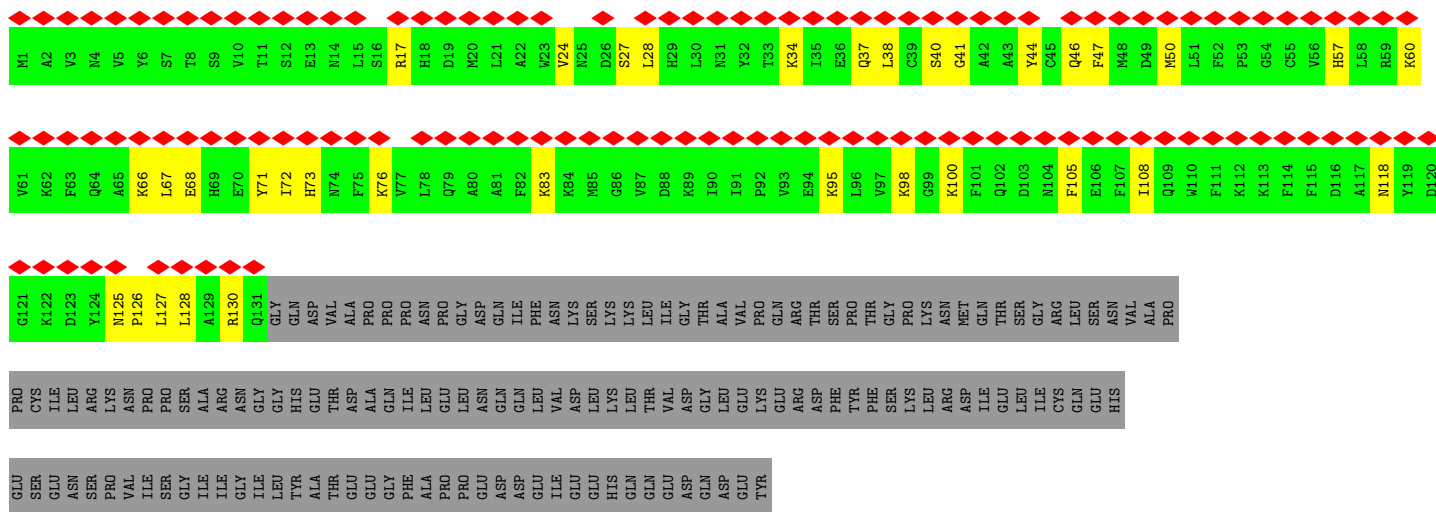 M1 A2 V3 N4 V5 Y6 S7 T8 S9 V10 T11 S12 E13 N14 L15 S16 R17 H18 D19 M20 L21 A22 W23 V24 N25 D26 S27 L28 H29 L30 N31 Y32 T33 K34 I35 E36 Q37 L38 C39 S40 G41 A42 A43 Y44 C45 Q46 F47 M48 D49 M50 L51 F52 P53 G54 C55 V56 H57 L58 R59 K60
V61 K62 F63 Q64 A65 K66 L67 E68 H69 E70 Y71 I72 H73 N74 F75 K76 V77 L78 Q79 A80 A81 F82 K83 K84 M85 G86 V87 D88 K89 I90 I91 P92 V93 E94 K95 L96 V97 K98 G99 K100 F101 Q102 D103 N104 F105 E106 F107 I108 Q109 W110 F111 K112 K113 F114 F115 D116 A117 N118 Y119 D120
G121 K122 D123 Y124 N125 P126 L127 L128 A129 R130 Q131 GLY GLN ASP VAL ALA PRO PRO PRO ASN PRO GLY ASP GLN ILE PHE ASN LYS SER LYS LYS LEU ILE GLY THR ALA VAL PRO GLN ARG THR SER PRO THR GLY PRO LYS ASN MET GLN THR SER GLY ARG LEU SER ASN VAL ALA PRO
PRO CYS ILE LEU ARG LYS ASN PRO PRO SER ALA ARG ASN GLY GLY HIS GLU THR ASP ALA GLN ILE LEU GLU LEU ASN GLN GLN LEU VAL ASP LEU LYS LEU THR VAL ASP GLY LEU GLU LYS GLU ARG ASP PHE TYR PHE SER LYS LEU ARG ASP ILE GLU LEU ILE CYS GLN GLU HIS
GLU SER GLU ASN SER PRO VAL ILE SER GLY ILE ILE GLY ILE LEU TYR ALA THR GLU GLU GLY PHE ALA PRO PRO GLU ASP ASP GLU ILE GLU GLU HIS GLN GLN GLU ASP GLN ASP GLU TYR